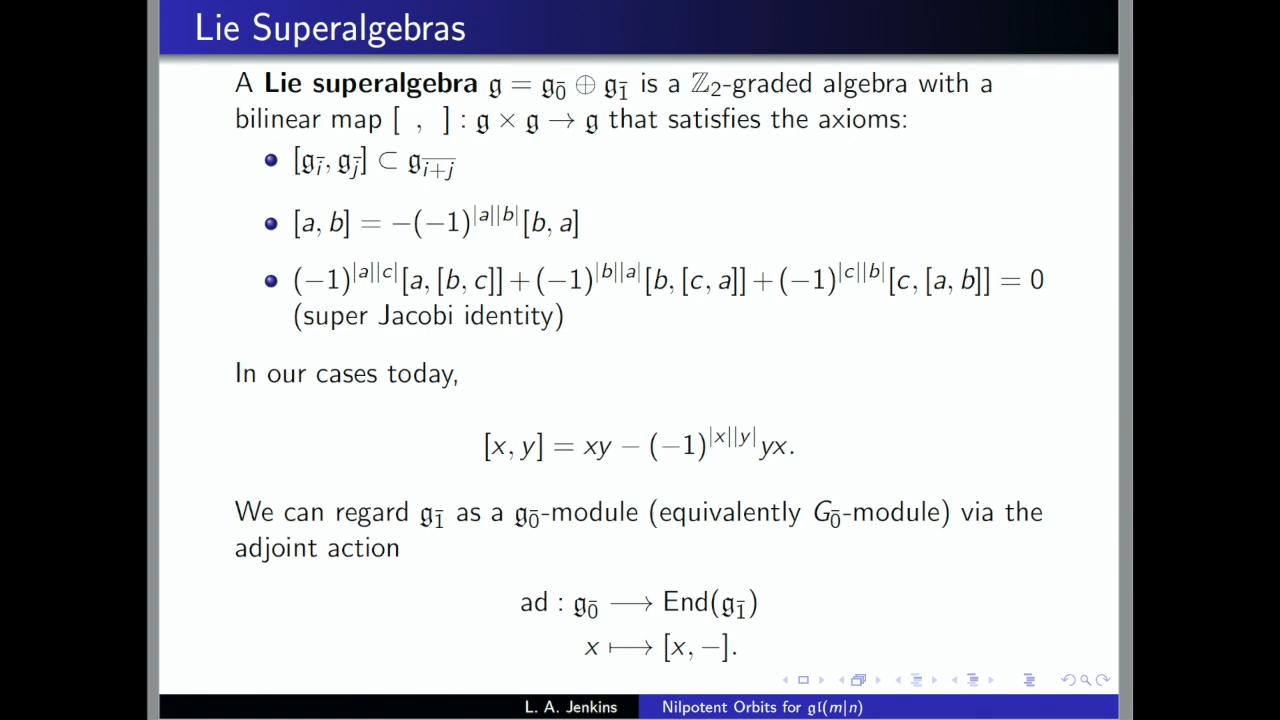 Lie Superalgebras
A Lie superalgebra 𝔤 = 𝔤_0̄ ⊕ 𝔤_1̄ is a ℤ₂-graded algebra with a
bilinear map [ , ] : 𝔤 × 𝔤 → 𝔤 that satisfies the axioms:
[𝔤_ī, 𝔤_j̄] ⊂ 𝔤_{\overline{i+j}}
[a, b] = −(−1)^{|a||b|}[b, a]
(−1)^{|a||c|}[a, [b, c]] + (−1)^{|b||a|}[b, [c, a]] + (−1)^{|c||b|}[c, [a, b]] = 0
(super Jacobi identity)
In our cases today,
[x, y] = xy − (−1)^{|x||y|}yx.
We can regard 𝔤_1̄ as a 𝔤_0̄-module (equivalently G_0̄-module) via the
adjoint action
ad : 𝔤_0̄ ⟶ End(𝔤_1̄)
x ⟼ [x, −].
L. A. Jenkins
Nilpotent Orbits for 𝔤𝔩(m|n)